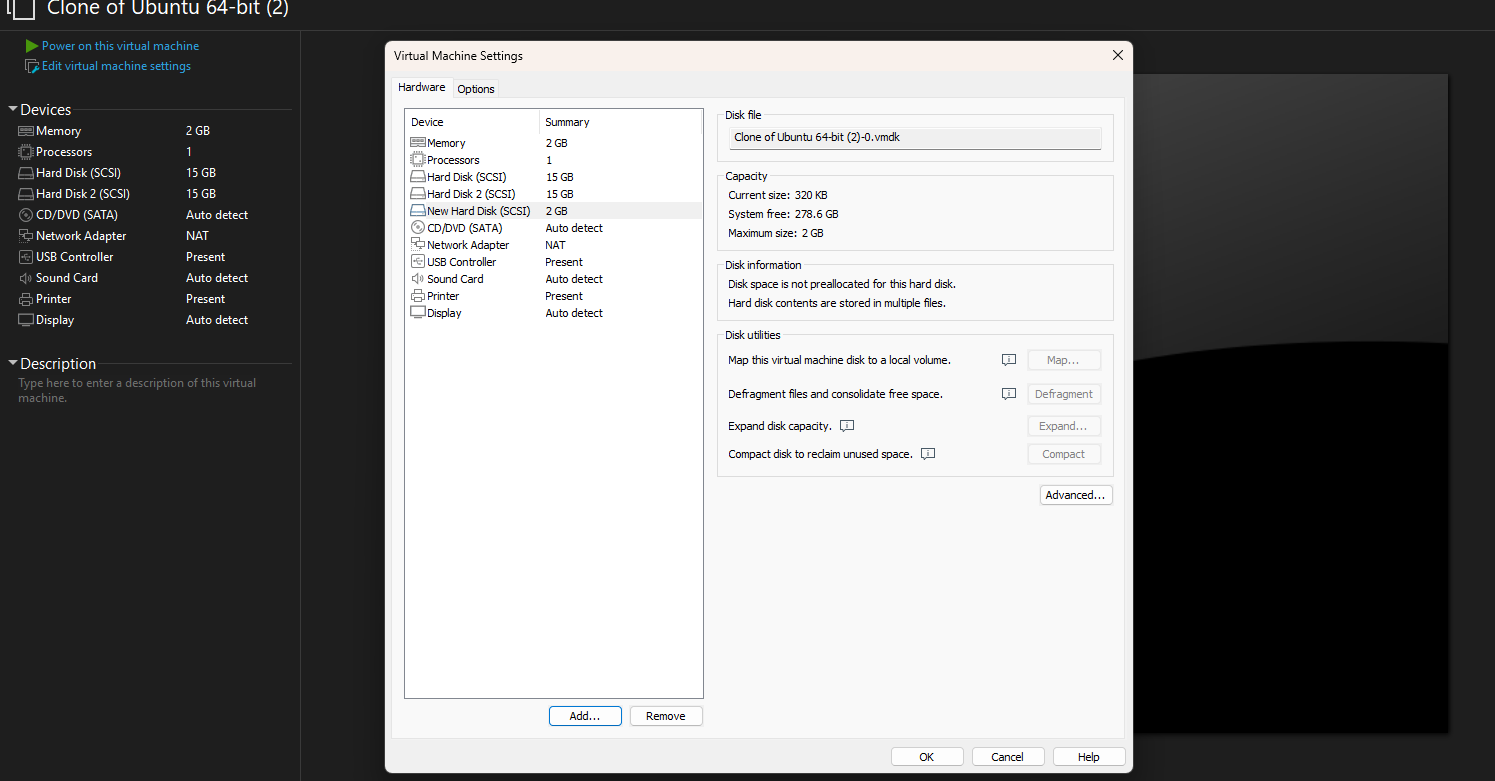 Clone of Ubuntu 64-bit (2)
Power on this virtual machine
Edit virtual machine settings
Devices
Memory 2 GB
Processors 1
Hard Disk (SCSI) 15 GB
Hard Disk 2 (SCSI) 15 GB
CD/DVD (SATA) Auto detect
Network Adapter NAT
USB Controller Present
Sound Card Auto detect
Printer Present
Display Auto detect
Description
Type here to enter a description of this virtual
machine.
Virtual Machine Settings
Hardware Options
Device Summary
Memory 2 GB
Processors 1
Hard Disk (SCSI) 15 GB
Hard Disk 2 (SCSI) 15 GB
New Hard Disk (SCSI) 2 GB
CD/DVD (SATA) Auto detect
Network Adapter NAT
USB Controller Present
Sound Card Auto detect
Printer Present
Display Auto detect
Add... Remove
Disk file
Clone of Ubuntu 64-bit (2)-0.vmdk
Capacity
Current size: 320 KB
System free: 278.6 GB
Maximum size: 2 GB
Disk information
Disk space is not preallocated for this hard disk.
Hard disk contents are stored in multiple files.
Disk utilities
Map this virtual machine disk to a local volume. Map...
Defragment files and consolidate free space. Defragment
Expand disk capacity. Expand...
Compact disk to reclaim unused space. Compact
Advanced...
OK Cancel Help